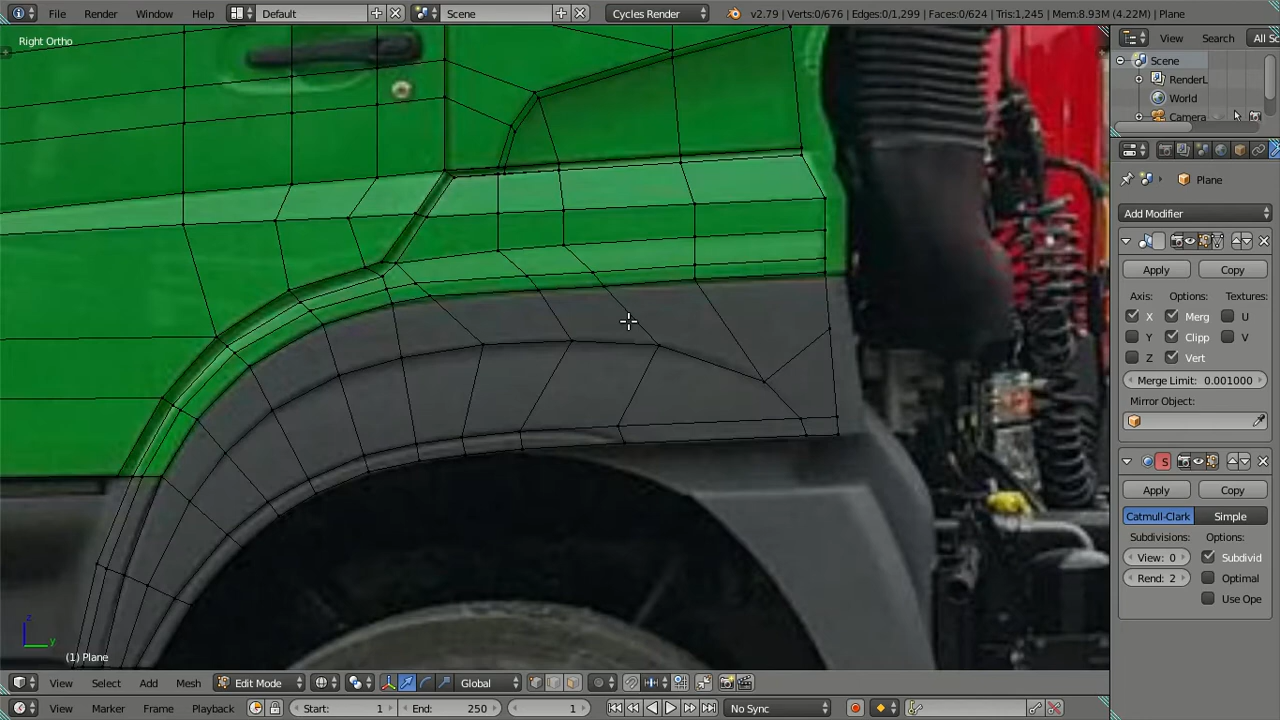 File Render Window Help Default Scene Cycles Render v2.79 | Verts:0/676 | Edges:0/1,299 | Faces:0/624 | Tris:1,245 | Mem:8.93M (4.22M) | Plane
Right Ortho
View Search All Sc
Scene
RenderL
World
Camera
Plane
Add Modifier
Apply Copy
Axis: Options: Textures:
X Merg U
Y Clipp V
Z Vert
Merge Limit: 0.001000
Mirror Object:
S
Apply Copy
Catmull-Clark Simple
Subdivisions: Options:
View: 0 Subdivid
Rend: 2 Optimal
Use Ope
z
y
(1) Plane
View Select Add Mesh Edit Mode Global
View Marker Frame Playback Start: 1 End: 250 1 No Sync